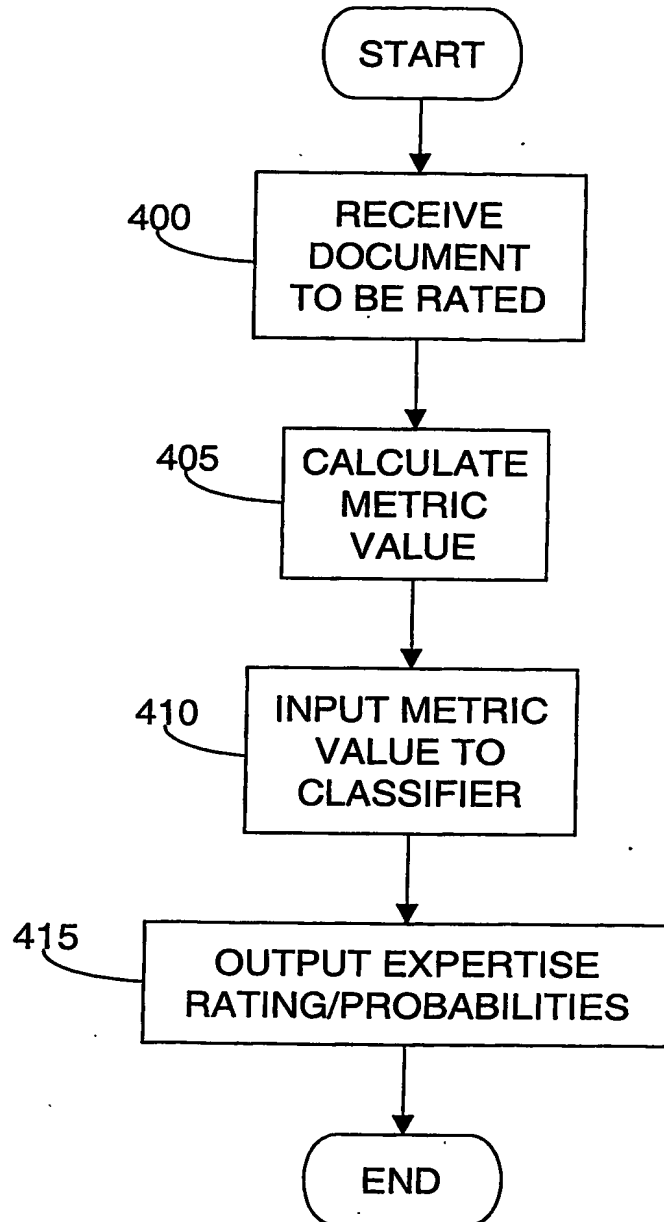 START
400
RECEIVE
DOCUMENT
TO BE RATED
405
CALCULATE
METRIC
VALUE
410
INPUT METRIC
VALUE TO
CLASSIFIER
415
OUTPUT EXPERTISE
RATING/PROBABILITIES
END